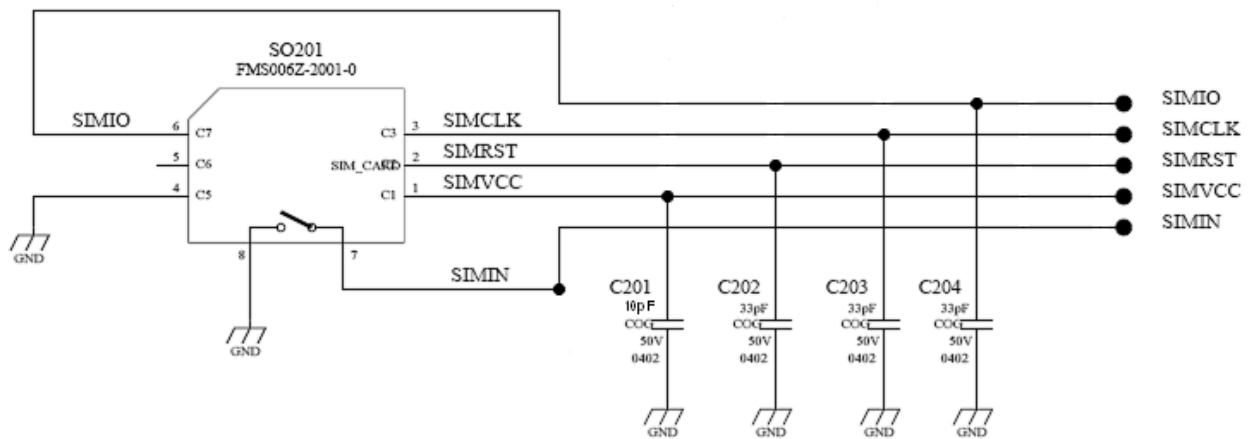 SO201
FMS006Z-2001-0
SIMIO
6
C7
C3
3
SIMCLK
5
C6
SIM_CARD
2
SIMRST
4
C5
C1
1
SIMVCC
8
7
SIMIN
GND
GND
SIMIO
SIMCLK
SIMRST
SIMVCC
SIMIN
C201
10pF
COG
50V
0402
GND
C202
33pF
COG
50V
0402
GND
C203
33pF
COG
50V
0402
GND
C204
33pF
COG
50V
0402
GND